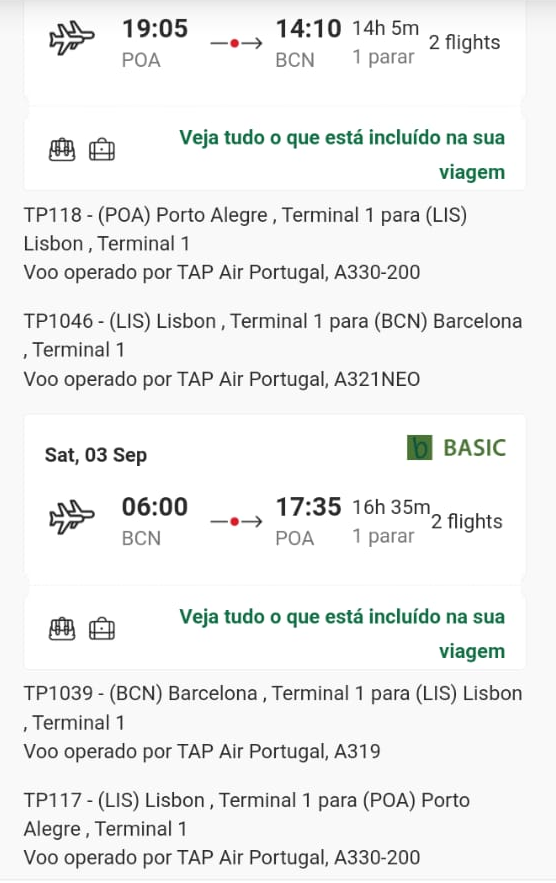 19:05 14:10 14h 5m 2 flights
POA BCN 1 parar
Veja tudo o que está incluído na sua
viagem
TP118 - (POA) Porto Alegre , Terminal 1 para (LIS)
Lisbon , Terminal 1
Voo operado por TAP Air Portugal, A330-200
TP1046 - (LIS) Lisbon , Terminal 1 para (BCN) Barcelona
, Terminal 1
Voo operado por TAP Air Portugal, A321NEO
Sat, 03 Sep b BASIC
06:00 17:35 16h 35m 2 flights
BCN POA 1 parar
Veja tudo o que está incluído na sua
viagem
TP1039 - (BCN) Barcelona , Terminal 1 para (LIS) Lisbon
, Terminal 1
Voo operado por TAP Air Portugal, A319
TP117 - (LIS) Lisbon , Terminal 1 para (POA) Porto
Alegre , Terminal 1
Voo operado por TAP Air Portugal, A330-200